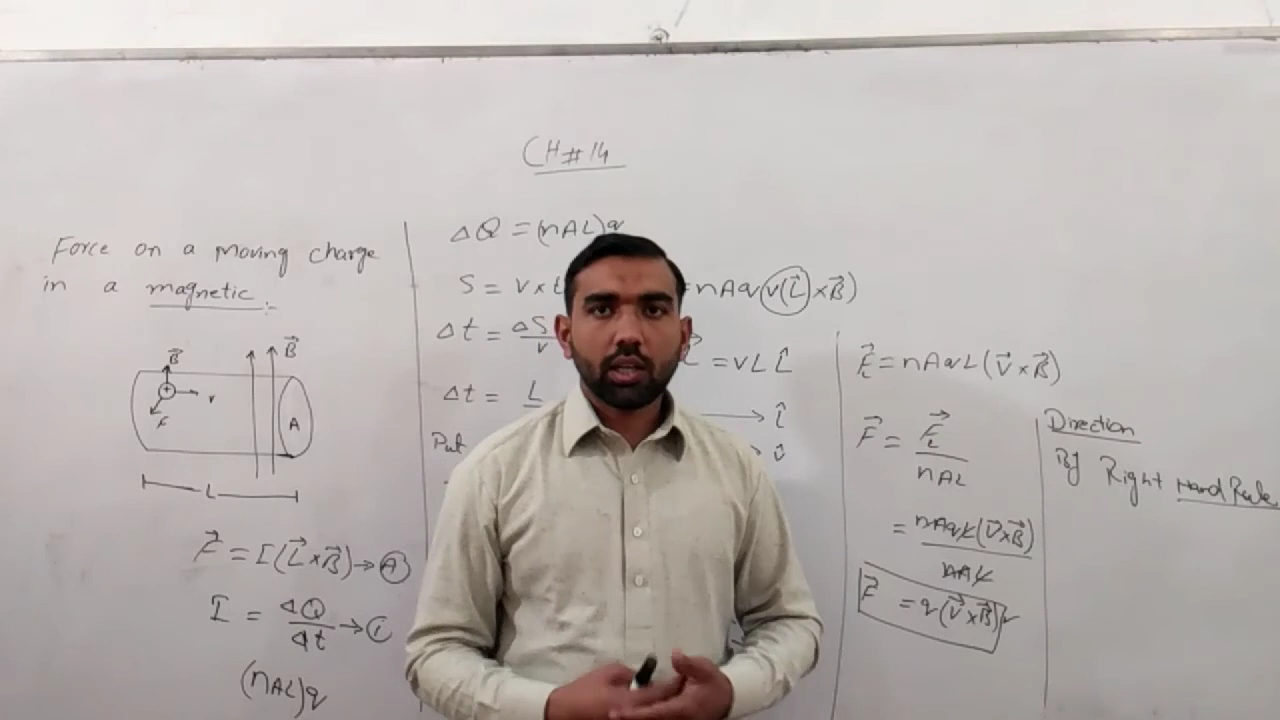 CH#14
Force on a moving charge
in a magnetic :-
B⃗
B⃗
+
v
F
A
L
F⃗ = I(L⃗×B⃗)→Ⓐ
I = ΔQ/Δt →ⓘ
(nAL)q
ΔQ = (nAL)q
S = v×t
Δt = ΔS/v
Δt = L
Put
=nAq(v(L⃗)×B⃗)
= vL L̂
→ L̂
v̂
F⃗L = nAqL(V⃗×B⃗)
F⃗ = F⃗L/nAL
= nAqL(V⃗×B⃗)/nAL
F⃗ = q(V⃗×B⃗)
Direction
By Right Hand Rule